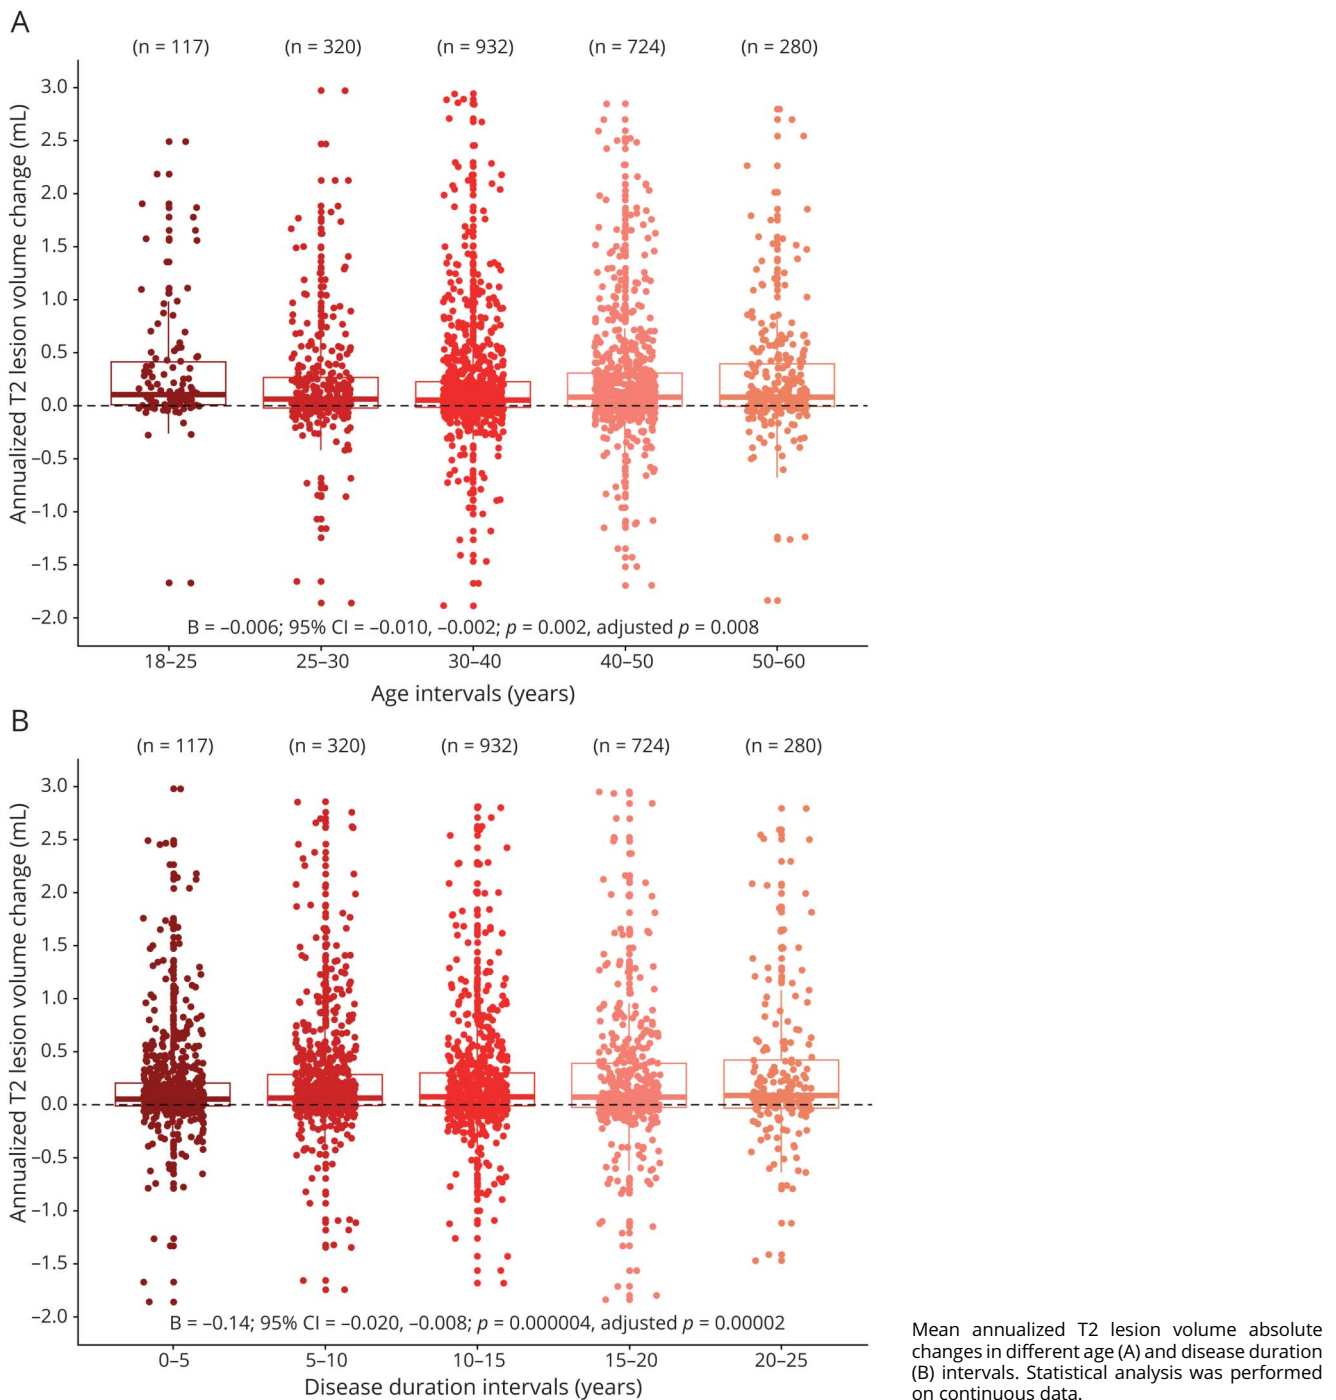 A
(n = 117) (n = 320) (n = 932) (n = 724) (n = 280)
Annualized T2 lesion volume change (mL)
3.0
2.5
2.0
1.5
1.0
0.5
0.0
–0.5
–1.0
–1.5
–2.0
B = –0.006; 95% CI = –0.010, –0.002; p = 0.002, adjusted p = 0.008
18–25 25–30 30–40 40–50 50–60
Age intervals (years)
B
(n = 117) (n = 320) (n = 932) (n = 724) (n = 280)
Annualized T2 lesion volume change (mL)
3.0
2.5
2.0
1.5
1.0
0.5
0.0
–0.5
–1.0
–1.5
–2.0
B = –0.14; 95% CI = –0.020, –0.008; p = 0.000004, adjusted p = 0.00002
0–5 5–10 10–15 15–20 20–25
Disease duration intervals (years)
Mean annualized T2 lesion volume absolute
changes in different age (A) and disease duration
(B) intervals. Statistical analysis was performed
on continuous data.